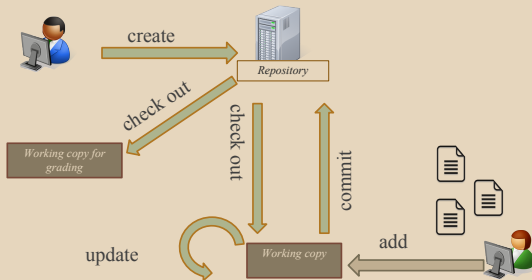 create
Repository
check out
check out
commit
Working copy for
grading
update
Working copy
add